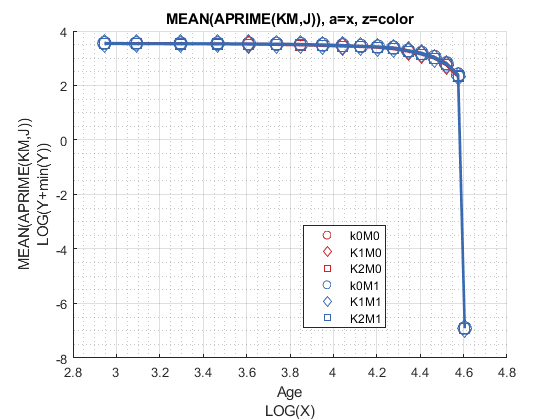 MEAN(APRIME(KM,J)), a=x, z=color
MEAN(APRIME(KM,J))
LOG(Y+min(Y))
4
2
0
-2
-4
-6
-8
k0M0
K1M0
K2M0
k0M1
K1M1
K2M1
2.8 3 3.2 3.4 3.6 3.8 4 4.2 4.4 4.6 4.8
Age
LOG(X)